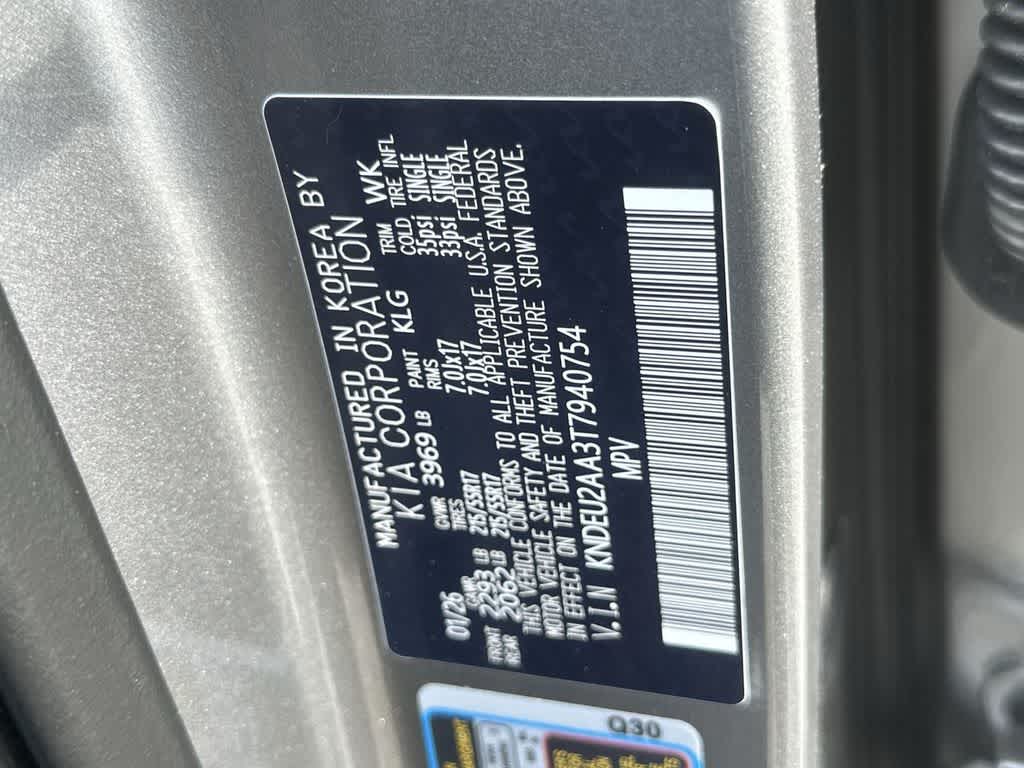 MANUFACTURED IN KOREA BY
KIA CORPORATION
01/26 GVWR 3969 LB PAINT KLG TRIM WK
GAWR TIRES RIMS COLD TIRE INFL
FRONT 2293 LB 215/55R17 7.0Jx17 35psi SINGLE
REAR 2062 LB 215/55R17 7.0Jx17 33psi SINGLE
THIS VEHICLE CONFORMS TO ALL APPLICABLE U.S.A. FEDERAL
MOTOR VEHICLE SAFETY AND THEFT PREVENTION STANDARDS
IN EFFECT ON THE DATE OF MANUFACTURE SHOWN ABOVE.
V.I.N KNDEU2AA3T7940754
MPV
Q30